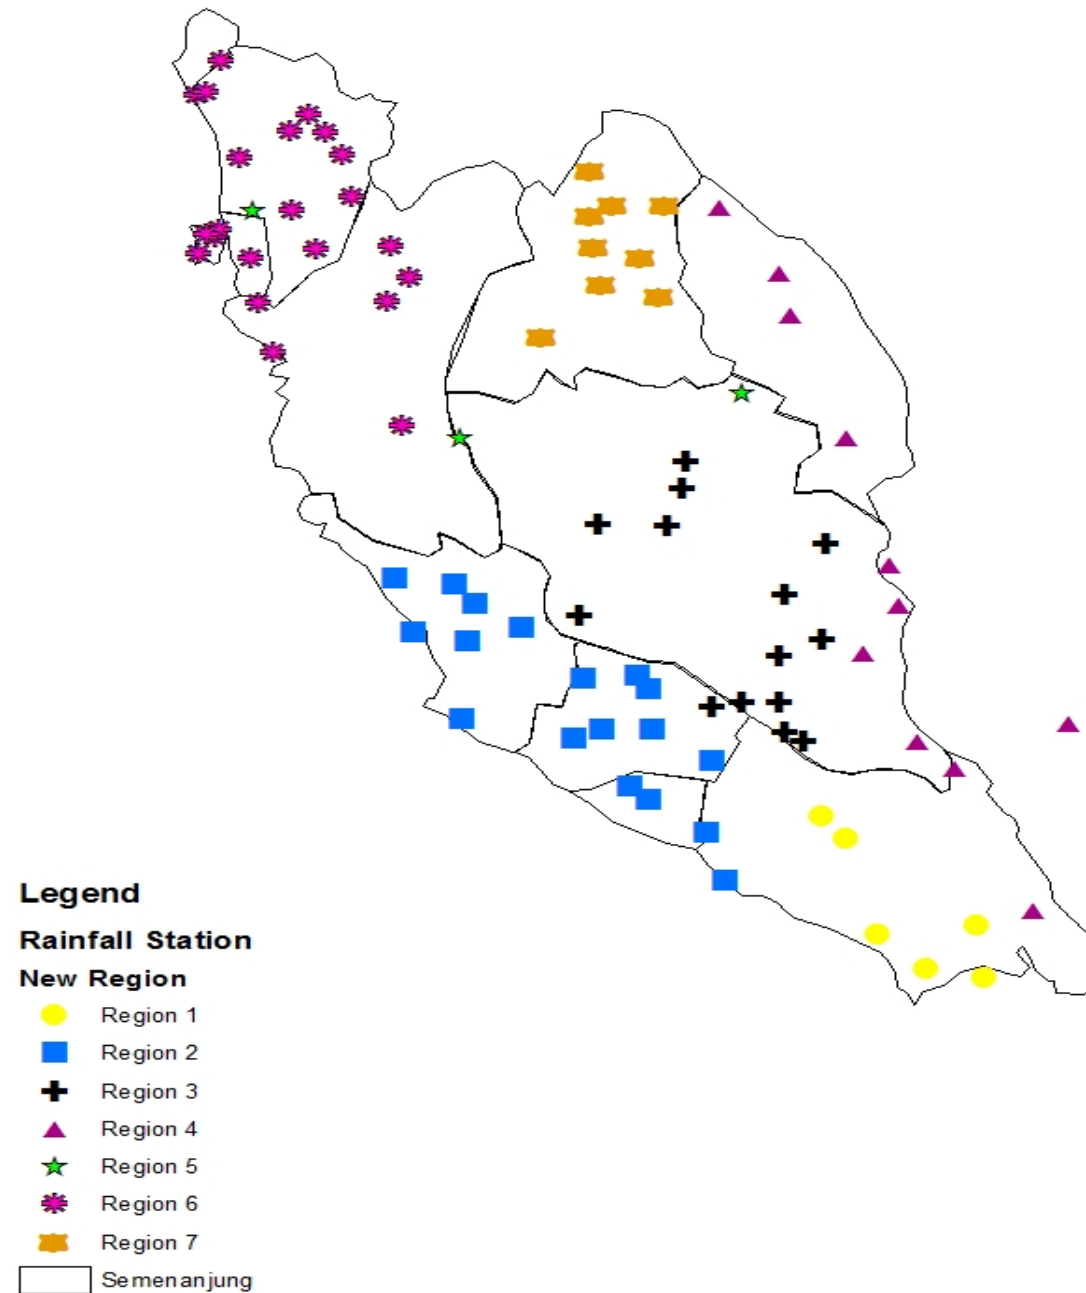 Legend
Rainfall Station
New Region
Region 1
Region 2
Region 3
Region 4
Region 5
Region 6
Region 7
Semenanjung